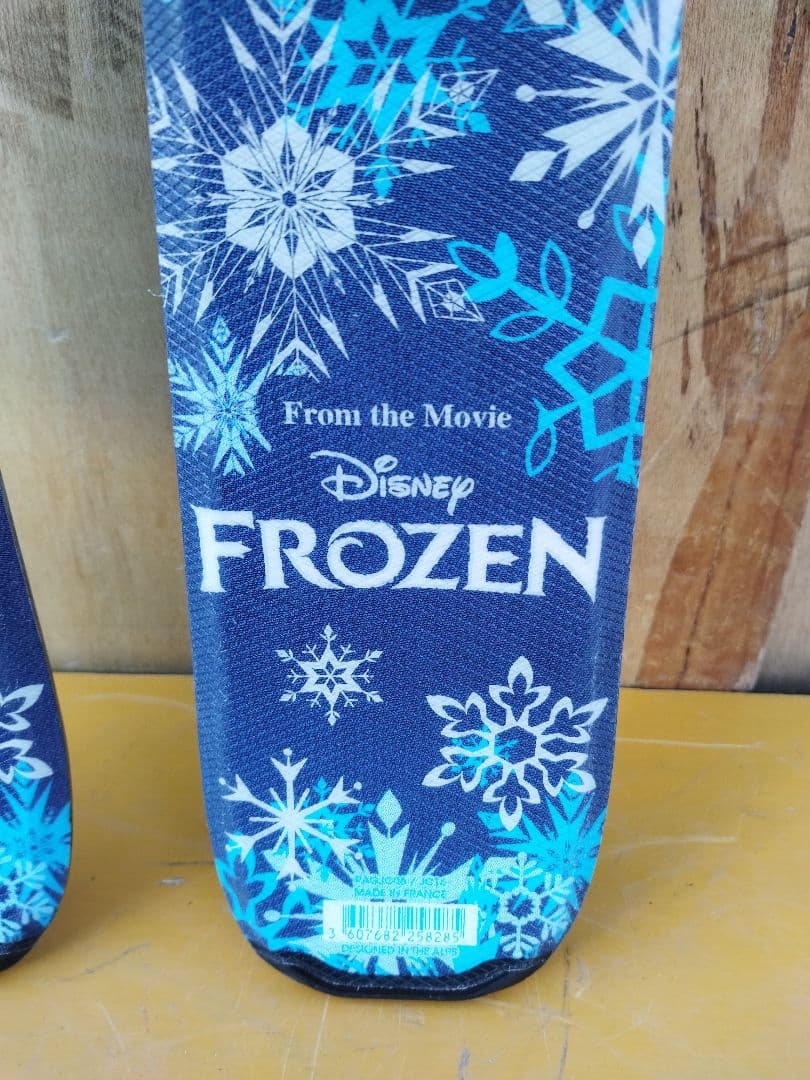 From the Movie
Disney
FROZEN
MADE IN FRANCE
3 607682 258285
DESIGNED IN THE ALPS